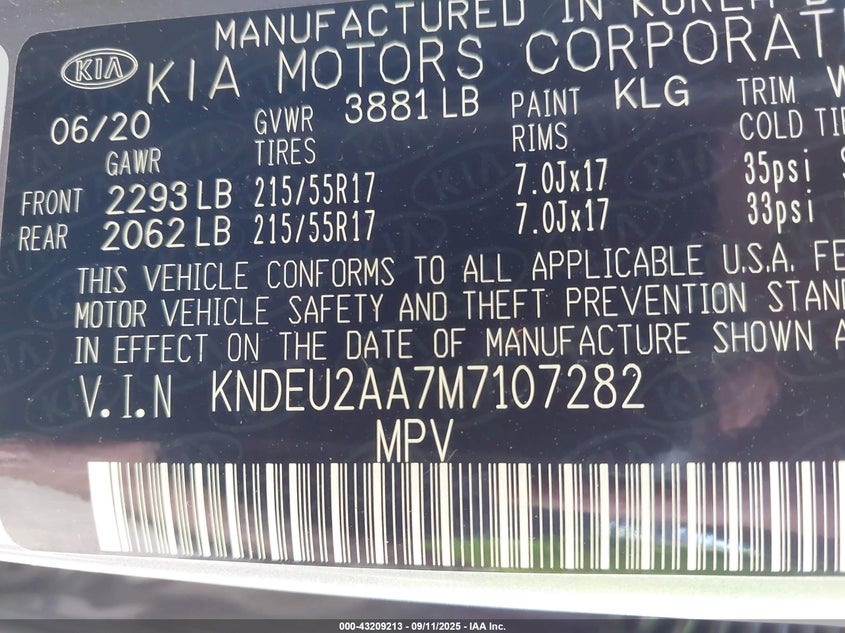 MANUFACTURED IN KOREA
KIA KIA MOTORS CORPORAT
06/20 GVWR 3881 LB PAINT KLG TRIM W
GAWR TIRES RIMS COLD TI
FRONT 2293 LB 215/55R17 7.0Jx17 35psi
REAR 2062 LB 215/55R17 7.0Jx17 33psi
THIS VEHICLE CONFORMS TO ALL APPLICABLE U.S.A. FE
MOTOR VEHICLE SAFETY AND THEFT PREVENTION STAN
IN EFFECT ON THE DATE OF MANUFACTURE SHOWN A
V.I.N KNDEU2AA7M7107282
MPV
000-43209213 - 09/11/2025 - IAA Inc.